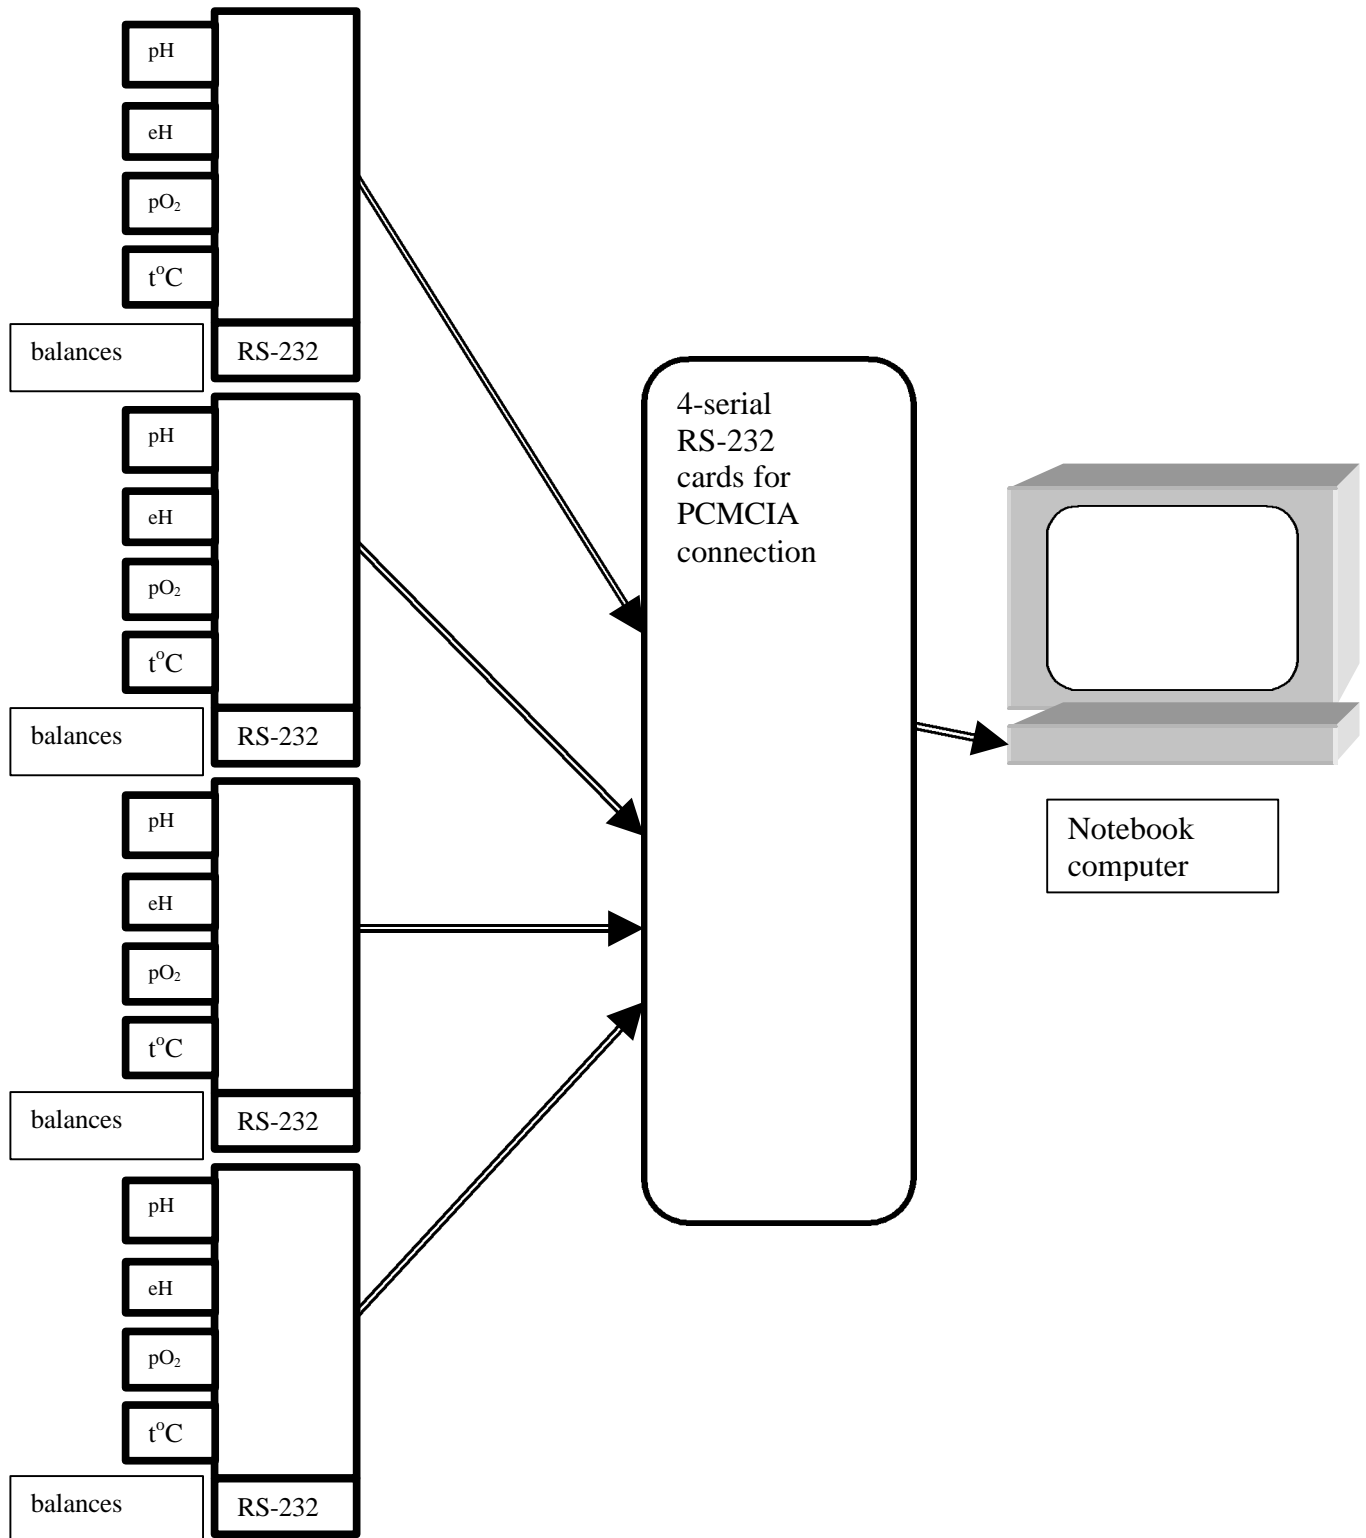 pH
eH
pO₂
t°C
balances
RS-232
pH
eH
pO₂
t°C
balances
RS-232
pH
eH
pO₂
t°C
balances
RS-232
pH
eH
pO₂
t°C
balances
RS-232
4-serial
RS-232
cards for
PCMCIA
connection
Notebook
computer